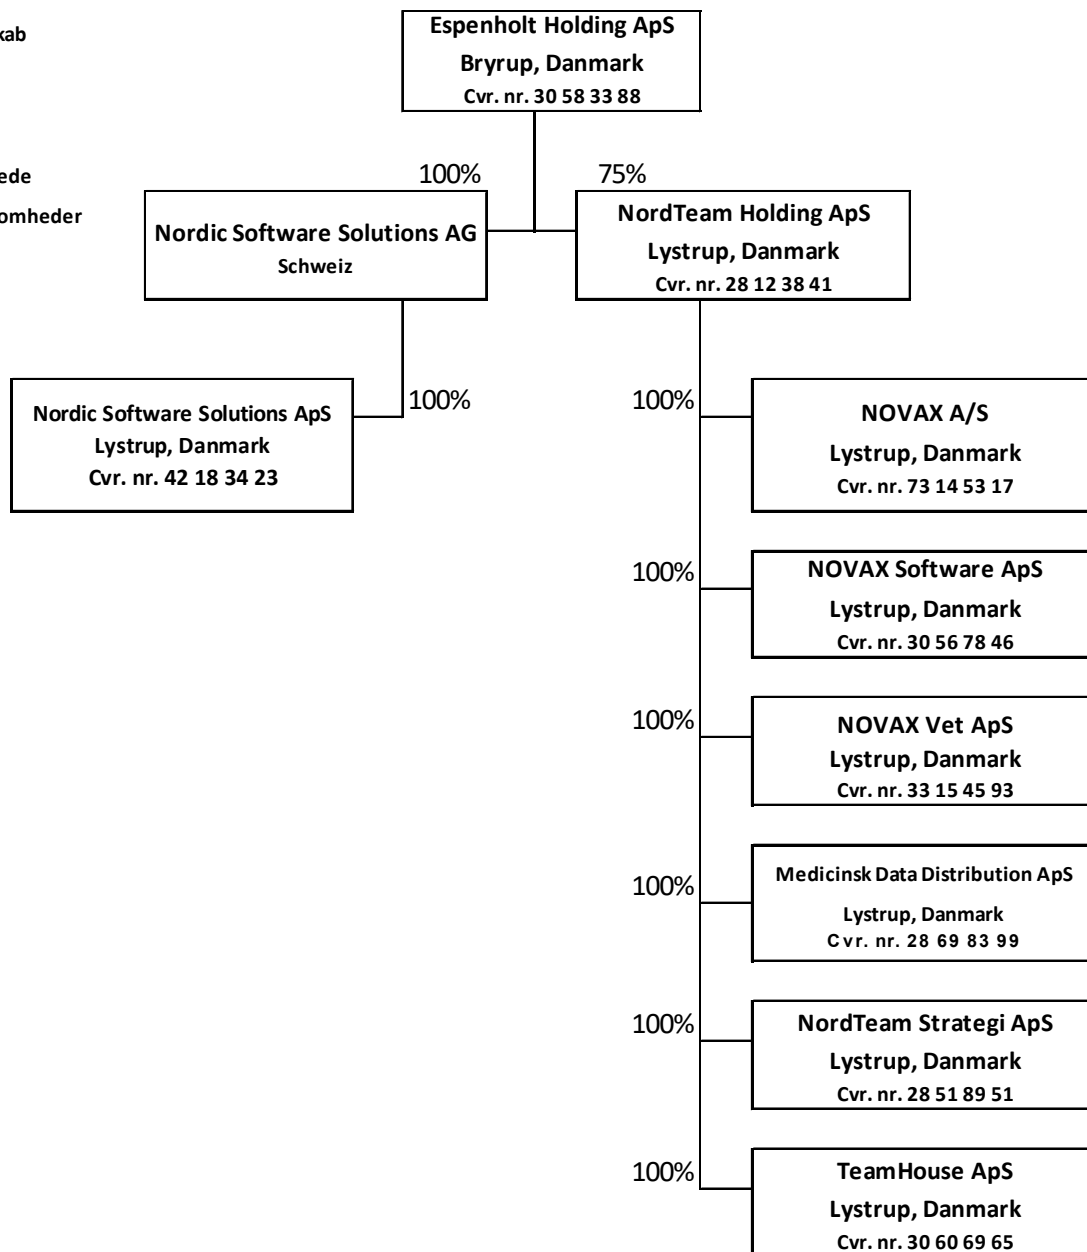 kab
Espenholt Holding ApS
Bryrup, Danmark
Cvr. nr. 30 58 33 88
ede
omheder
100%
75%
Nordic Software Solutions AG
Schweiz
NordTeam Holding ApS
Lystrup, Danmark
Cvr. nr. 28 12 38 41
Nordic Software Solutions ApS
Lystrup, Danmark
Cvr. nr. 42 18 34 23
100%
100%
NOVAX A/S
Lystrup, Danmark
Cvr. nr. 73 14 53 17
100%
NOVAX Software ApS
Lystrup, Danmark
Cvr. nr. 30 56 78 46
100%
NOVAX Vet ApS
Lystrup, Danmark
Cvr. nr. 33 15 45 93
100%
Medicinsk Data Distribution ApS
Lystrup, Danmark
Cvr. nr. 28 69 83 99
100%
NordTeam Strategi ApS
Lystrup, Danmark
Cvr. nr. 28 51 89 51
100%
TeamHouse ApS
Lystrup, Danmark
Cvr. nr. 30 60 69 65